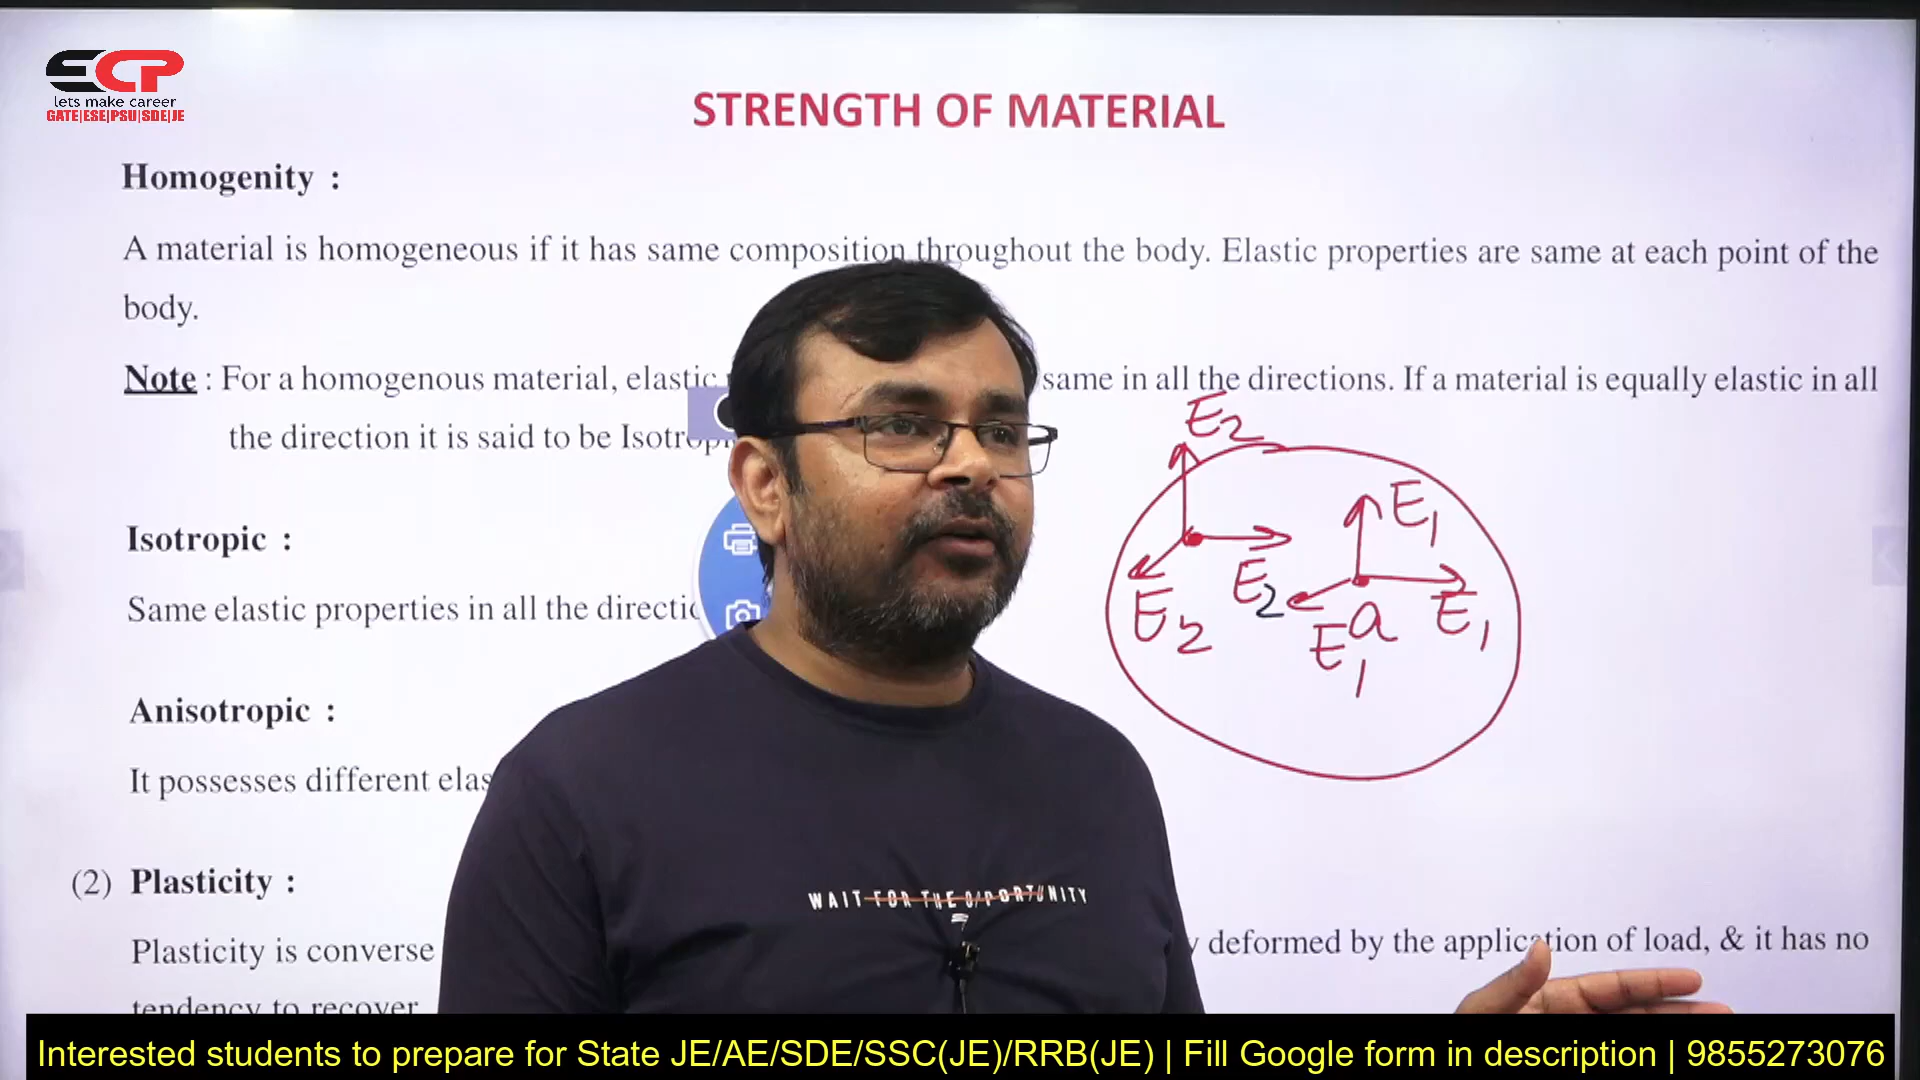 ECP
lets make career
GATE|ESE|PSU|SDE|JE
STRENGTH OF MATERIAL
Homogenity :
A material is homogeneous if it has same composition throughout the body. Elastic properties are same at each point of the
body.
Note : For a homogenous material, elastic same in all the directions. If a material is equally elastic in all
the direction it is said to be
E2
E1
Isotropic :
E2
E2
E1
a
E1
Same elastic properties in all the
Anisotropic :
It possesses different
(2) Plasticity :
WAIT FOR THE O/PORTUNITY
Plasticity is converse deformed by the application of load, & it has no
tendency to recover
Interested students to prepare for State JE/AE/SDE/SSC(JE)/RRB(JE) | Fill Google form in description | 9855273076